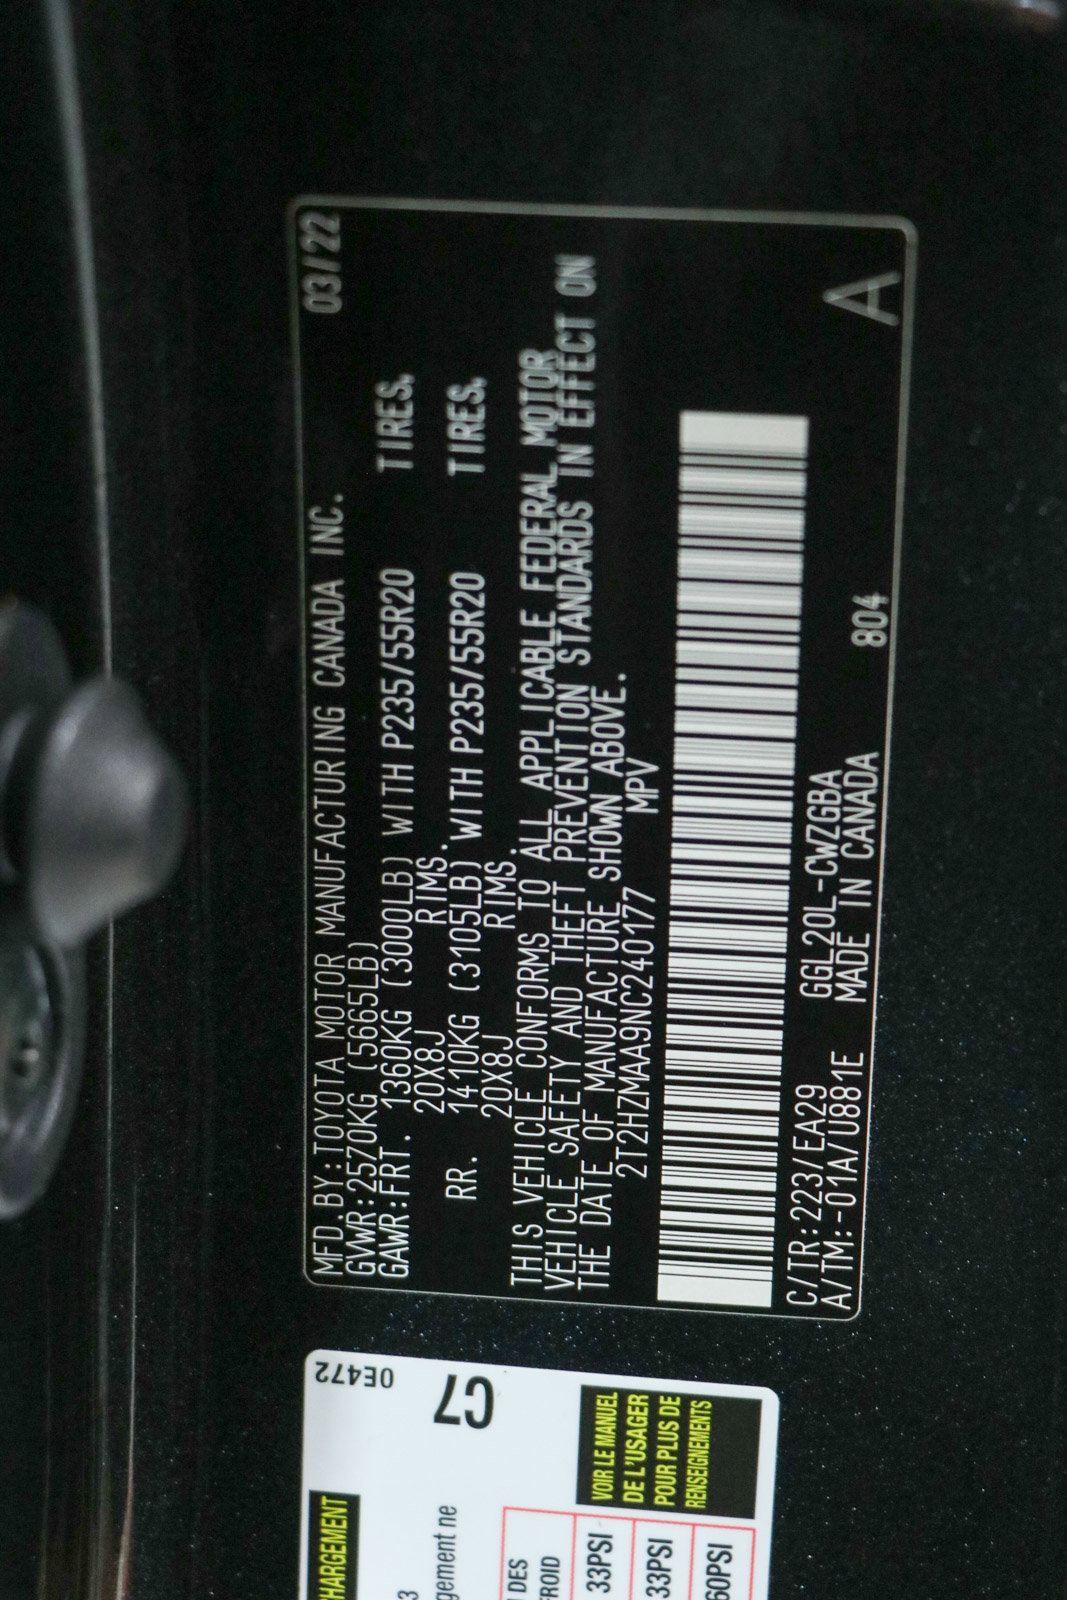 MFD. BY:TOYOTA MOTOR MANUFACTURING CANADA INC. 03/22
GVWR:2570KG (5665LB)
GAWR:FRT. 1360KG (3000LB) WITH P235/55R20 TIRES.
20X8J RIMS.
RR. 1410KG (3105LB) WITH P235/55R20 TIRES.
20X8J RIMS.
THIS VEHICLE CONFORMS TO ALL APPLICABLE FEDERAL MOTOR
VEHICLE SAFETY AND THEFT PREVENTION STANDARDS IN EFFECT ON
THE DATE OF MANUFACTURE SHOWN ABOVE.
2T2HZMAA9NC240177 MPV
C/TR:223/EA29 GGL20L-CWZGBA
A/TM:-01A/U881E MADE IN CANADA 804
A
0E472
C7
VOIR LE MANUEL
DE L'USAGER
POUR PLUS DE
RENSEIGNEMENTS
ne
DES
33PSI
33PSI
60PSI